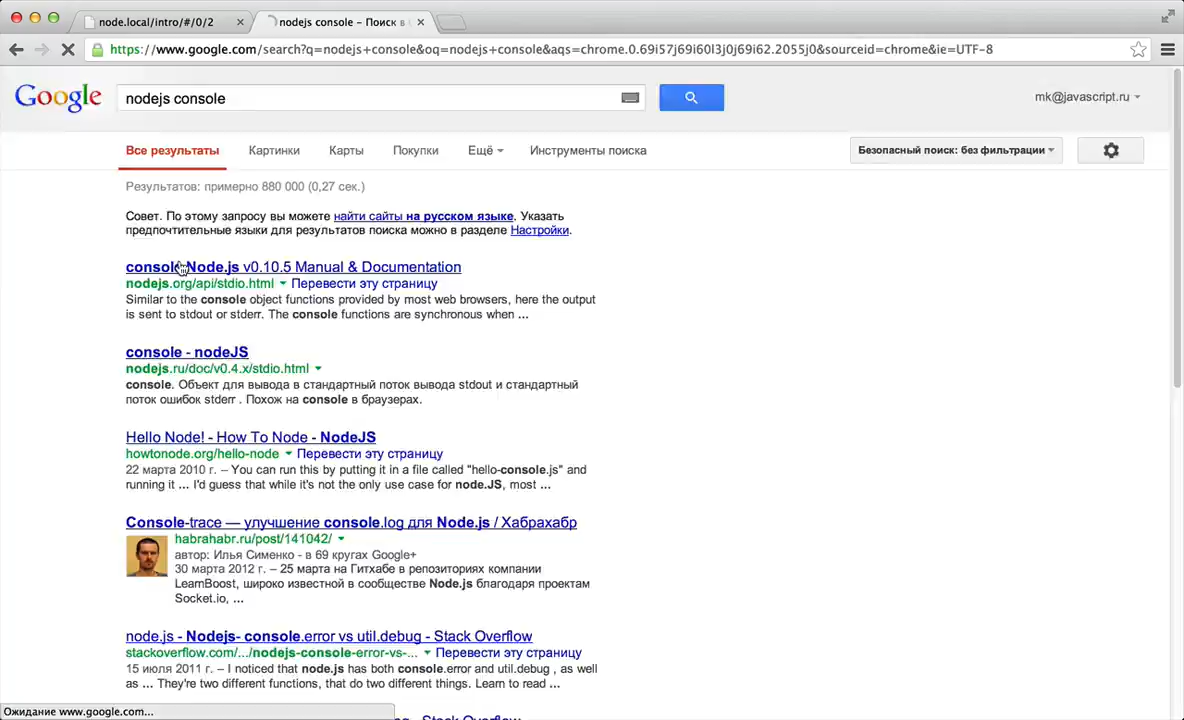 node.local/intro/#/0/2
nodejs console – Поиск в
https://www.google.com/search?q=nodejs+console&oq=nodejs+console&aqs=chrome.0.69i57j69i60l3j0j69i62.2055j0&sourceid=chrome&ie=UTF-8
Google
nodejs console
mk@javascript.ru
Все результаты Картинки Карты Покупки Ещё Инструменты поиска
Безопасный поиск: без фильтрации
Результатов: примерно 880 000 (0,27 сек.)
Совет. По этому запросу вы можете найти сайты на русском языке. Указать
предпочтительные языки для результатов поиска можно в разделе Настройки.
console Node.js v0.10.5 Manual & Documentation
nodejs.org/api/stdio.html Перевести эту страницу
Similar to the console object functions provided by most web browsers, here the output
is sent to stdout or stderr. The console functions are synchronous when ...
console - nodeJS
nodejs.ru/doc/v0.4.x/stdio.html
console. Объект для вывода в стандартный поток вывода stdout и стандартный
поток ошибок stderr . Похож на console в браузерах.
Hello Node! - How To Node - NodeJS
howtonode.org/hello-node Перевести эту страницу
22 марта 2010 г. – You can run this by putting it in a file called "hello-console.js" and
running it ... I'd guess that while it's not the only use case for node.JS, most ...
Console-trace — улучшение console.log для Node.js / Хабрахабр
habrahabr.ru/post/141042/
автор: Илья Сименко - в 69 кругах Google+
30 марта 2012 г. – 25 марта на Гитхабе в репозиториях компании
LearnBoost, широко известной в сообществе Node.js благодаря проектам
Socket.io, ...
node.js - Nodejs- console.error vs util.debug - Stack Overflow
stackoverflow.com/.../nodejs-console-error-vs-... Перевести эту страницу
15 июля 2011 г. – I noticed that node.js has both console.error and util.debug , as well
as ... They're two different functions, that do two different things. Learn to read ...
Ожидание www.google.com...